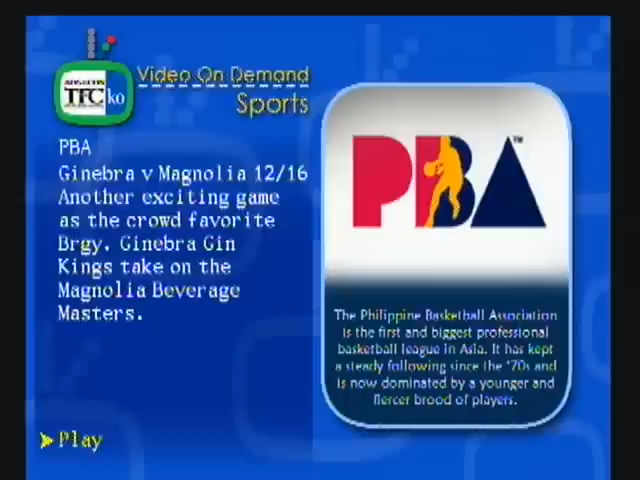 TFC ko
Video On Demand
Sports
PBA
Ginebra v Magnolia 12/16
Another exciting game
as the crowd favorite
Brgy. Ginebra Gin
Kings take on the
Magnolia Beverage
Masters.
PBA™
The Philippine Basketball Association
is the first and biggest professional
basketball league in Asia. It has kept
a steady following since the '70s and
is now dominated by a younger and
fiercer brood of players.
Play